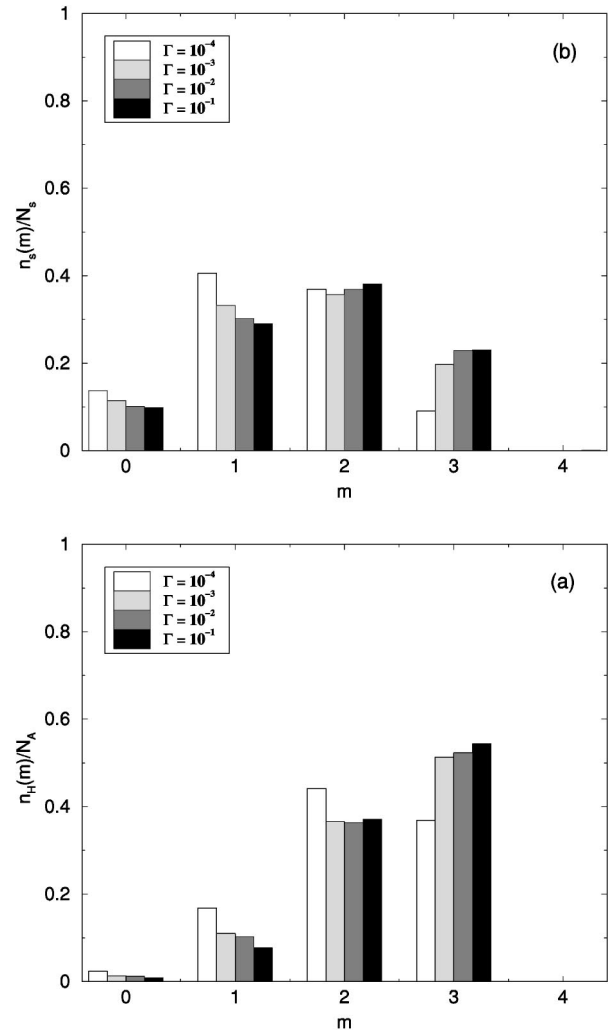 1
0.8
0.6
0.4
0.2
0
n_s(m)/N_s
Γ = 10⁻⁴
Γ = 10⁻³
Γ = 10⁻²
Γ = 10⁻¹
(b)
0 1 2 3 4
m
1
0.8
0.6
0.4
0.2
0
n_H(m)/N_A
Γ = 10⁻⁴
Γ = 10⁻³
Γ = 10⁻²
Γ = 10⁻¹
(a)
0 1 2 3 4
m